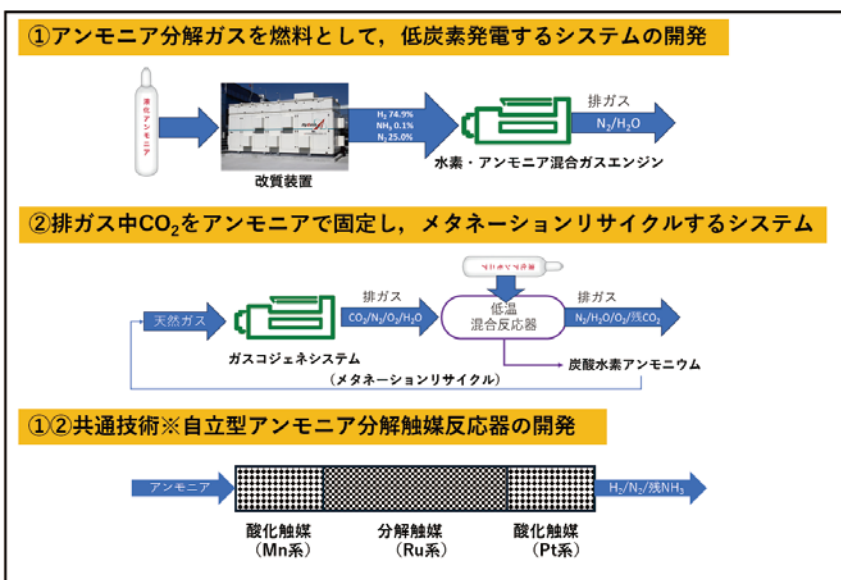 ①アンモニア分解ガスを燃料として，低炭素発電するシステムの開発
液化アンモニア
H₂ 74.9%
NH₃ 0.1%
N₂ 25.0%
排ガス
N₂/H₂O
改質装置
水素・アンモニア混合ガスエンジン
②排ガス中CO₂をアンモニアで固定し，メタネーションリサイクルするシステム
液化アンモニア
天然ガス
排ガス
CO₂/N₂/O₂/H₂O
低温
混合反応器
排ガス
N₂/H₂O/O₂/残CO₂
ガスコジェネシステム
炭酸水素アンモニウム
（メタネーションリサイクル）
①②共通技術※自立型アンモニア分解触媒反応器の開発
アンモニア
H₂/N₂/残NH₃
酸化触媒
（Mn系）
分解触媒
（Ru系）
酸化触媒
（Pt系）